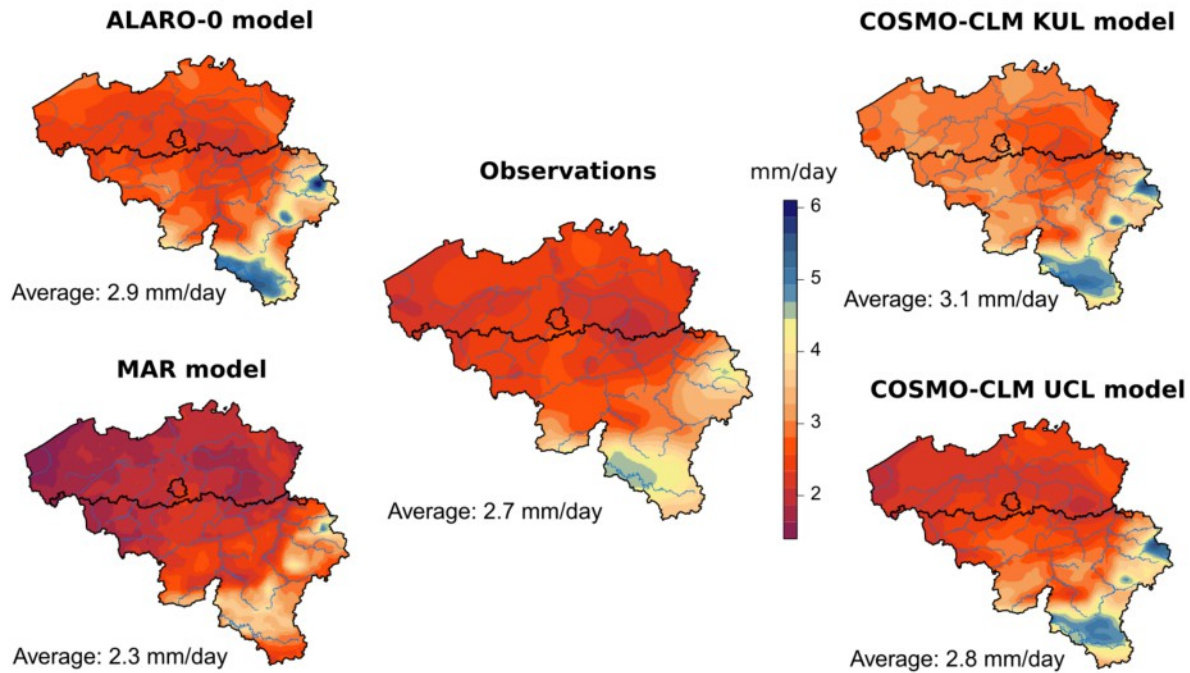 ALARO-0 model
Average: 2.9 mm/day
COSMO-CLM KUL model
Average: 3.1 mm/day
Observations
mm/day
6
5
4
3
2
Average: 2.7 mm/day
MAR model
Average: 2.3 mm/day
COSMO-CLM UCL model
Average: 2.8 mm/day